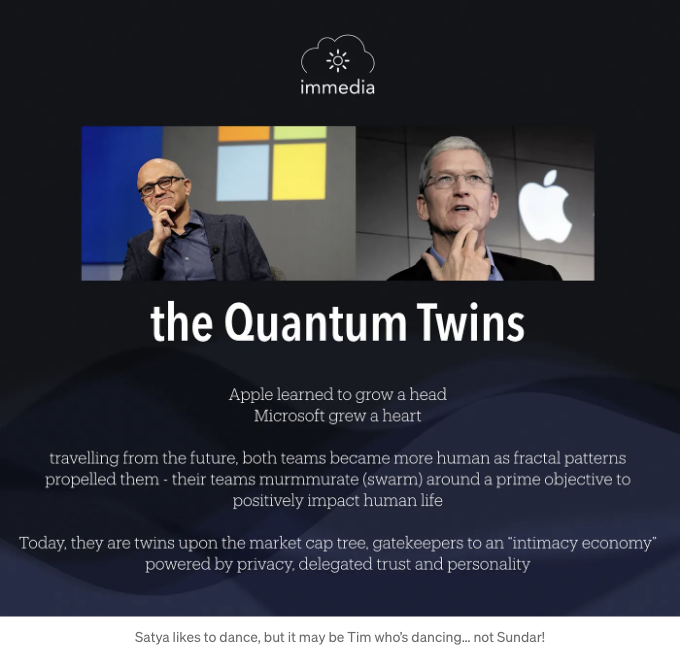 immedia
the Quantum Twins
Apple learned to grow a head
Microsoft grew a heart
travelling from the future, both teams became more human as fractal patterns
propelled them - their teams murmmurate (swarm) around a prime objective to
positively impact human life
Today, they are twins upon the market cap tree, gatekeepers to an “intimacy economy”
powered by privacy, delegated trust and personality
Satya likes to dance, but it may be Tim who’s dancing… not Sundar!